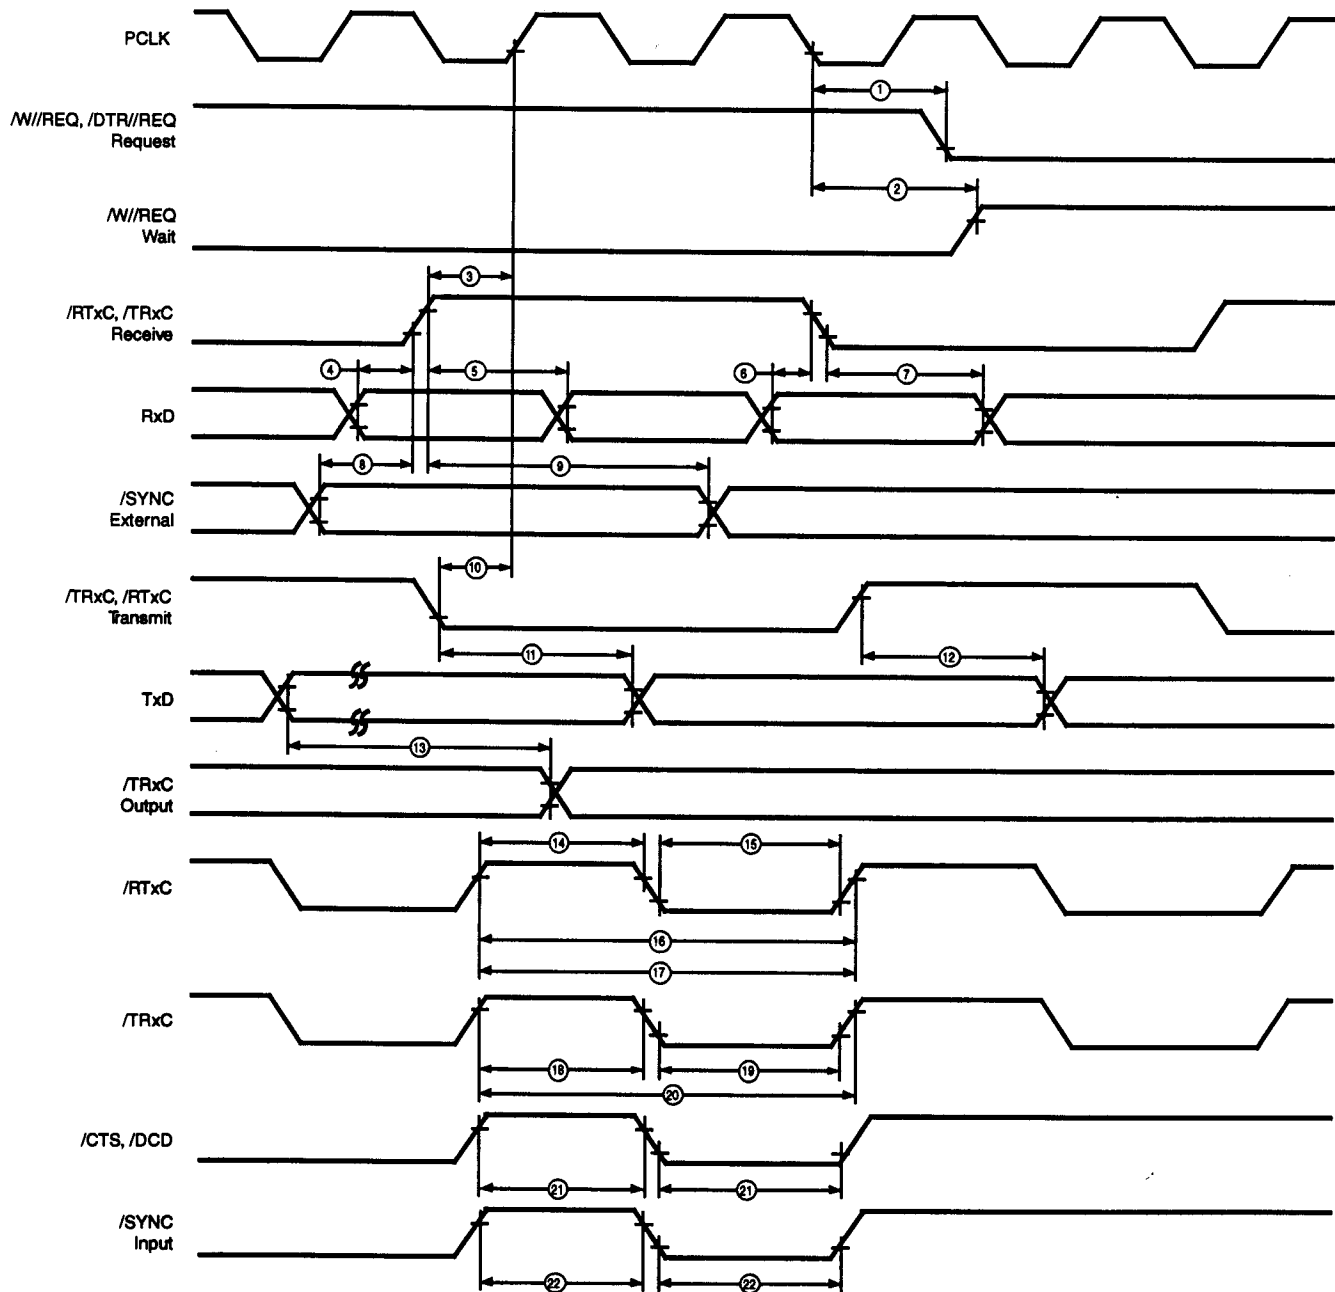 PCLK
1
/W//REQ, /DTR//REQ
Request
2
/W//REQ
Wait
3
/RTxC, /TRxC
Receive
4
5
6
7
RxD
8
9
/SYNC
External
10
/TRxC, /RTxC
Transmit
11
12
TxD
13
/TRxC
Output
14
15
/RTxC
16
17
/TRxC
18
19
20
/CTS, /DCD
21
21
/SYNC
Input
22
22